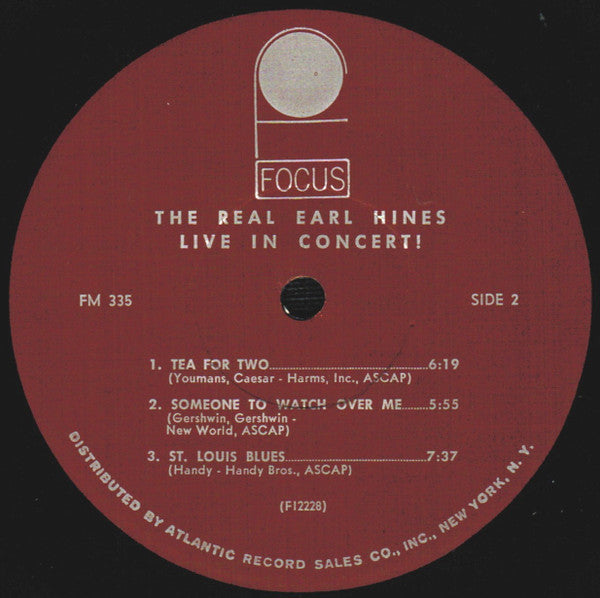 FOCUS
THE REAL EARL HINES
LIVE IN CONCERT!
FM 335
SIDE 2
1. TEA FOR TWO........................................6:19
(Youmans, Caesar - Harms, Inc., ASCAP)
2. SOMEONE TO WATCH OVER ME........5:55
(Gershwin, Gershwin -
New World, ASCAP)
3. ST. LOUIS BLUES....................................7:37
(Handy - Handy Bros., ASCAP)
(F12228)
DISTRIBUTED BY ATLANTIC RECORD SALES CO., INC., NEW YORK, N. Y.